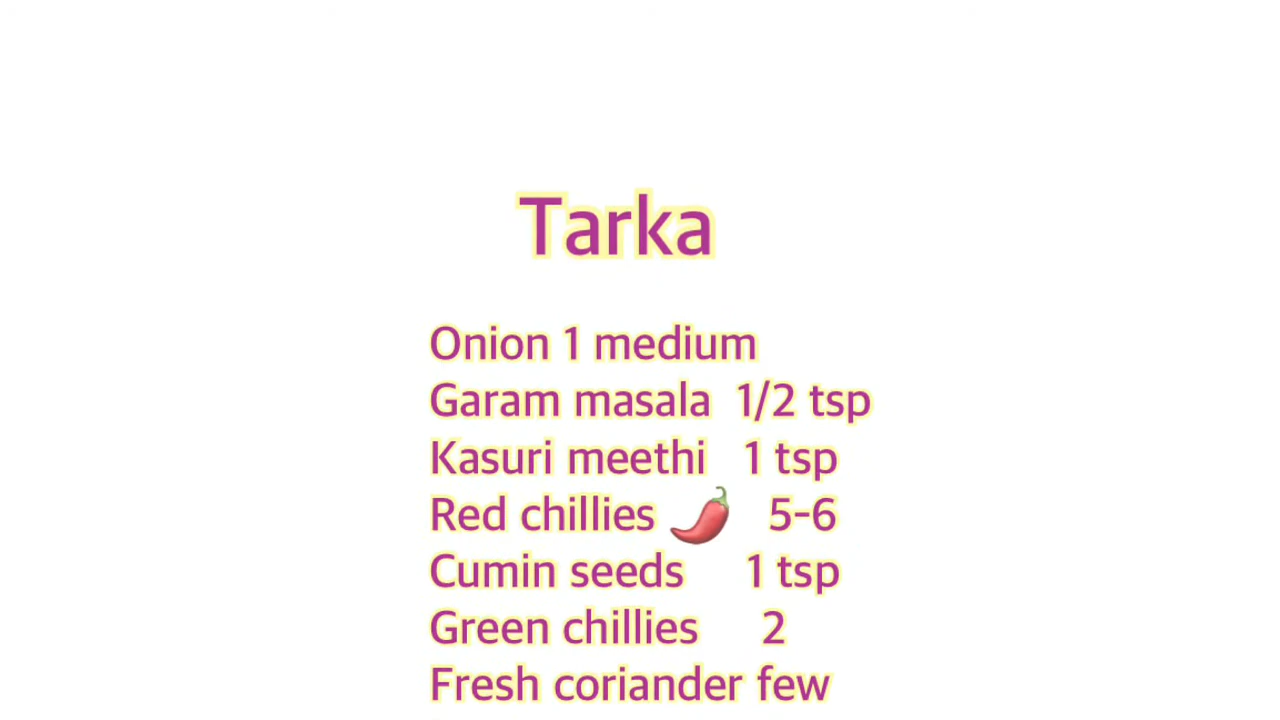 Tarka
Onion 1 medium
Garam masala 1/2 tsp
Kasuri meethi 1 tsp
Red chillies 🌶️ 5-6
Cumin seeds 1 tsp
Green chillies 2
Fresh coriander few